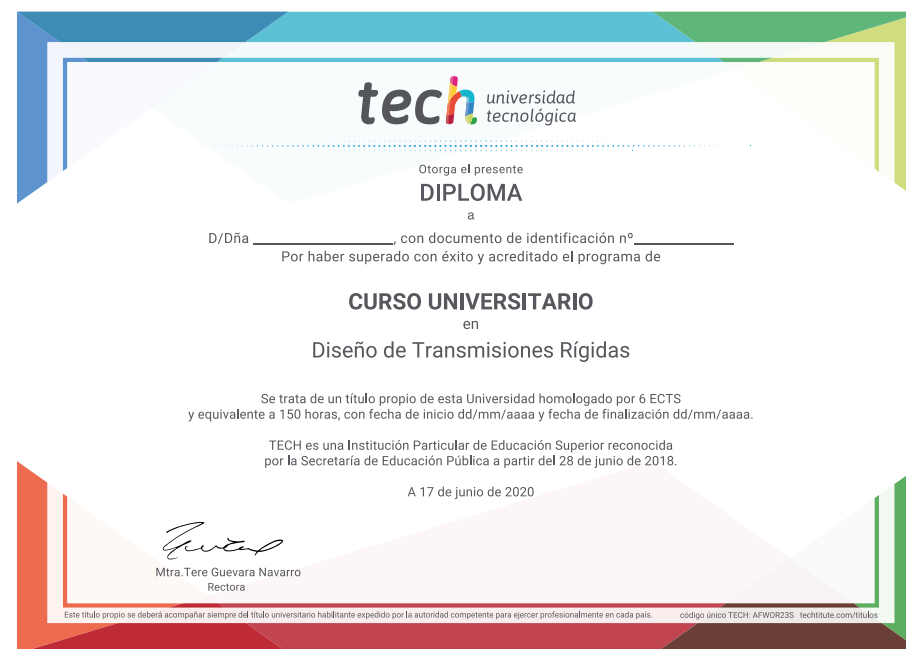 tech universidad
tecnológica
Otorga el presente
DIPLOMA
a
D/Dña ______________, con documento de identificación nº__________
Por haber superado con éxito y acreditado el programa de
CURSO UNIVERSITARIO
en
Diseño de Transmisiones Rígidas
Se trata de un título propio de esta Universidad homologado por 6 ECTS
y equivalente a 150 horas, con fecha de inicio dd/mm/aaaa y fecha de finalización dd/mm/aaaa.
TECH es una Institución Particular de Educación Superior reconocida
por la Secretaría de Educación Pública a partir del 28 de junio de 2018.
A 17 de junio de 2020
Mtra.Tere Guevara Navarro
Rectora
Este título propio se deberá acompañar siempre del título universitario habilitante expedido por la autoridad competente para ejercer profesionalmente en cada país. código único TECH: AFWOR23S techtitute.com/titulos